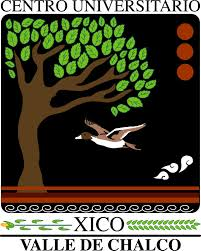 CENTRO UNIVERSITARIO
XICO
VALLE DE CHALCO